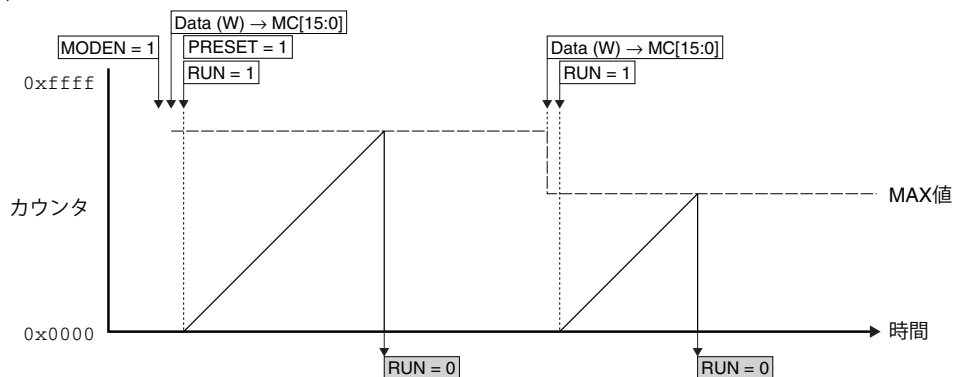 Data (W) → MC[15:0]
MODEN = 1
PRESET = 1
RUN = 1
Data (W) → MC[15:0]
RUN = 1
0xffff
カウンタ
MAX値
0x0000
時間
RUN = 0
RUN = 0